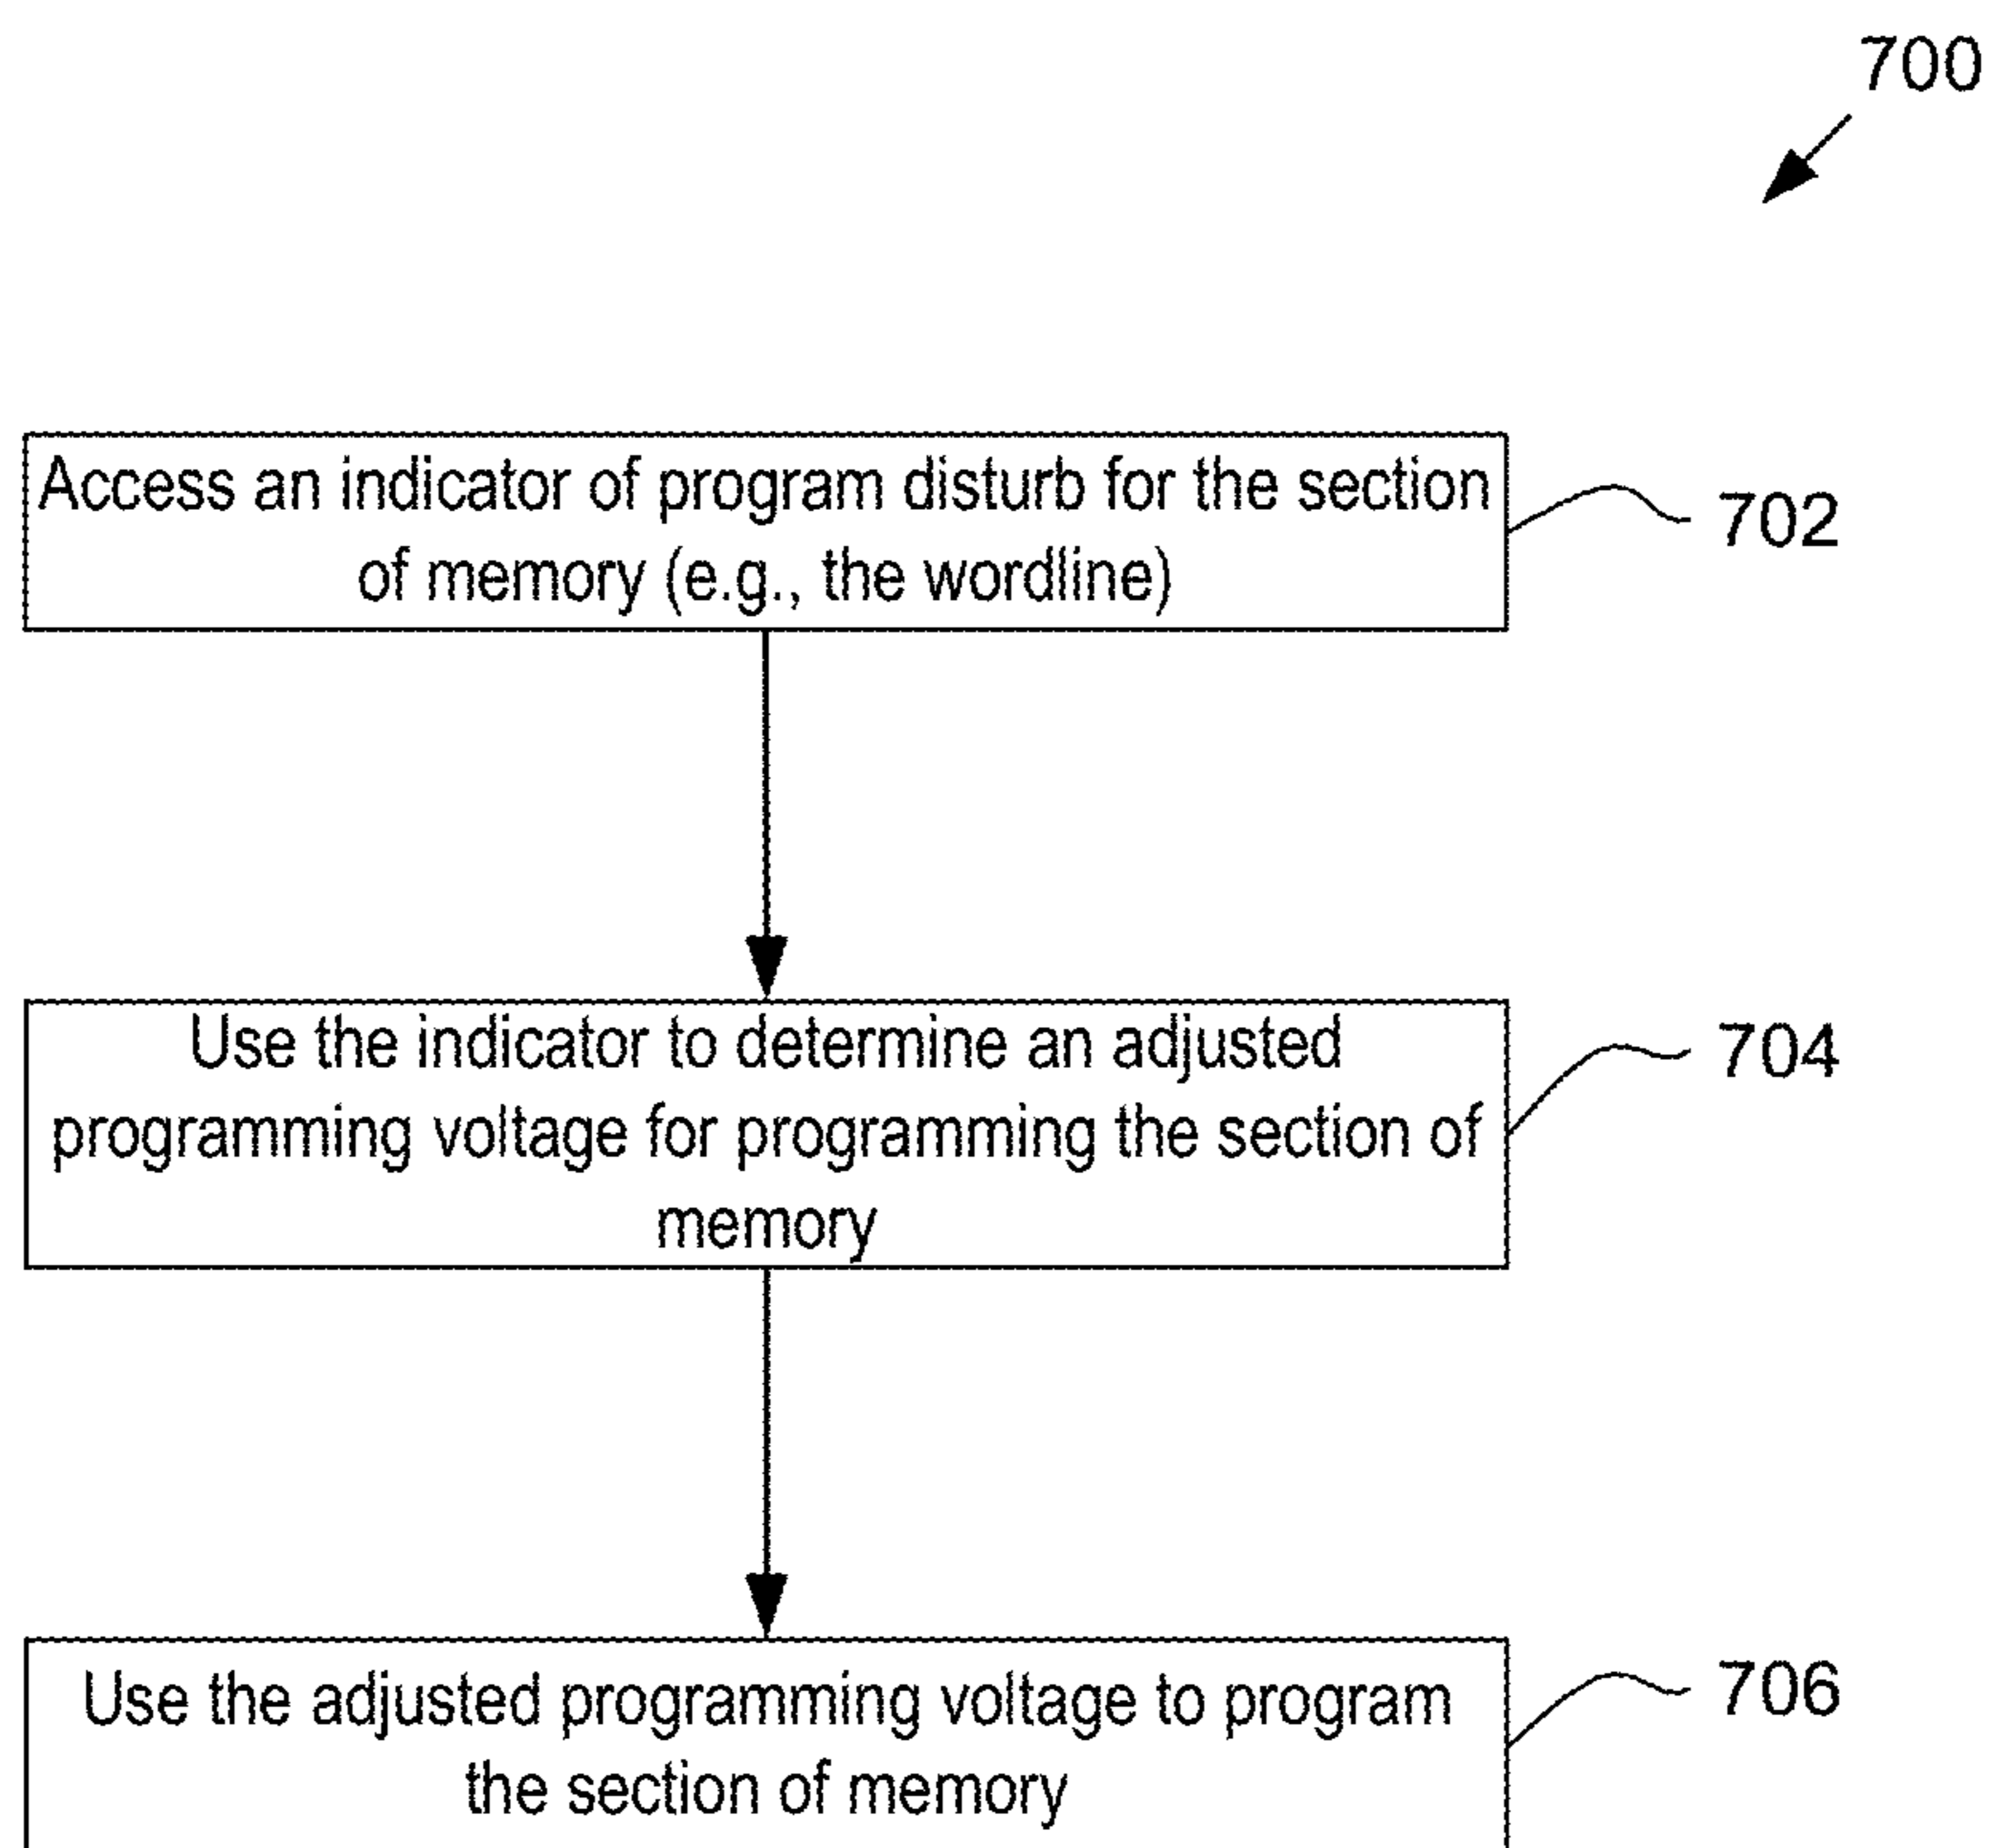 700
Access an indicator of program disturb for the section
of memory (e.g., the wordline)
702
Use the indicator to determine an adjusted
programming voltage for programming the section of
memory
704
Use the adjusted programming voltage to program
the section of memory
706